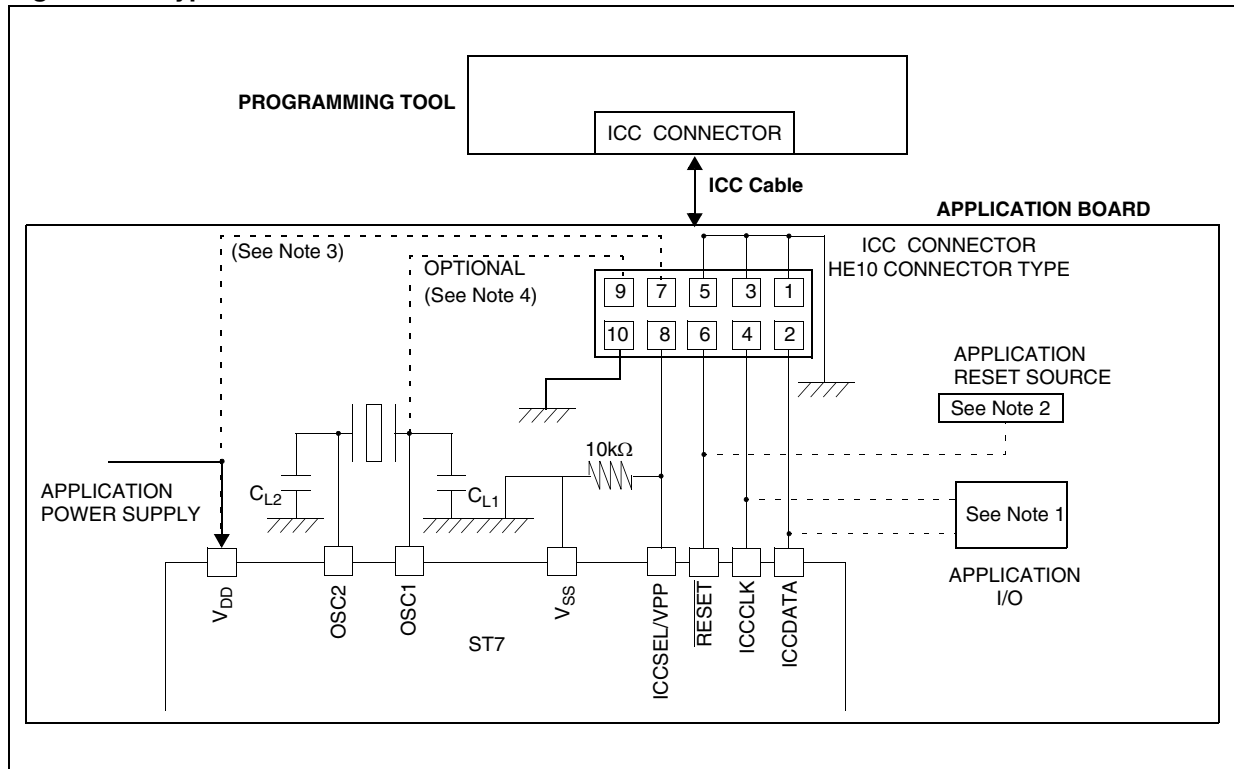 PROGRAMMING TOOL
ICC CONNECTOR
ICC Cable
APPLICATION BOARD
(See Note 3)
OPTIONAL
(See Note 4)
ICC CONNECTOR
HE10 CONNECTOR TYPE
9 7 5 3 1
10 8 6 4 2
APPLICATION
RESET SOURCE
See Note 2
10kΩ
APPLICATION
POWER SUPPLY
CL2
CL1
See Note 1
APPLICATION
I/O
VDD
OSC2
OSC1
VSS
ICCSEL/VPP
RESET
ICCCLK
ICCDATA
ST7